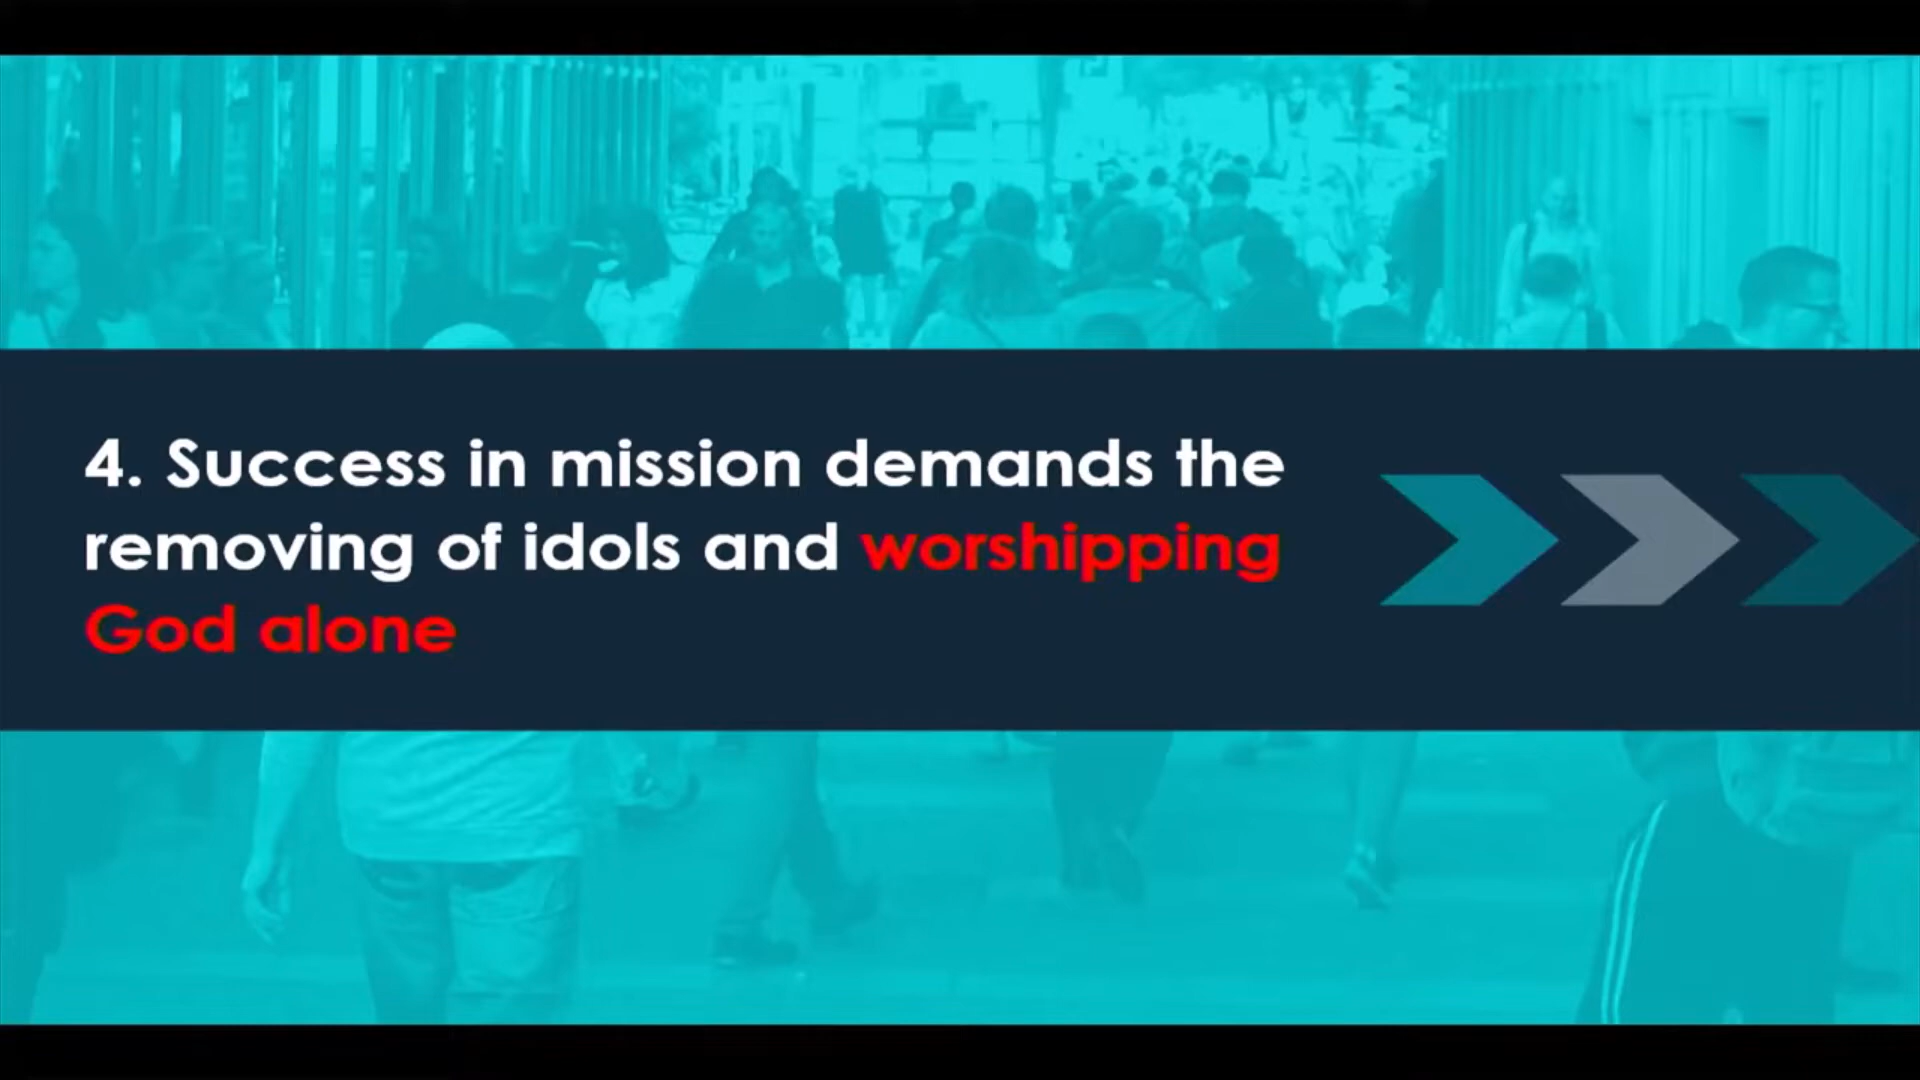 4. Success in mission demands the
removing of idols and worshipping
God alone